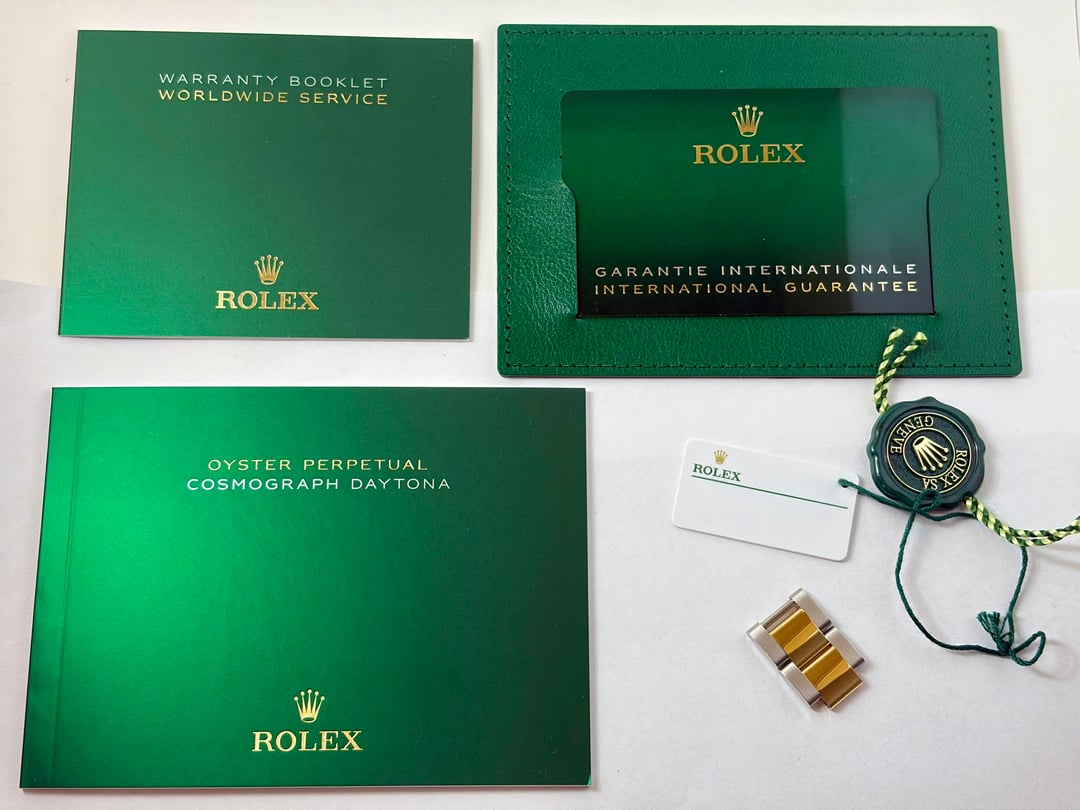 WARRANTY BOOKLET
WORLDWIDE SERVICE
ROLEX
ROLEX
GARANTIE INTERNATIONALE
INTERNATIONAL GUARANTEE
OYSTER PERPETUAL
COSMOGRAPH DAYTONA
ROLEX
ROLEX
GENEVE
ROLEX SA